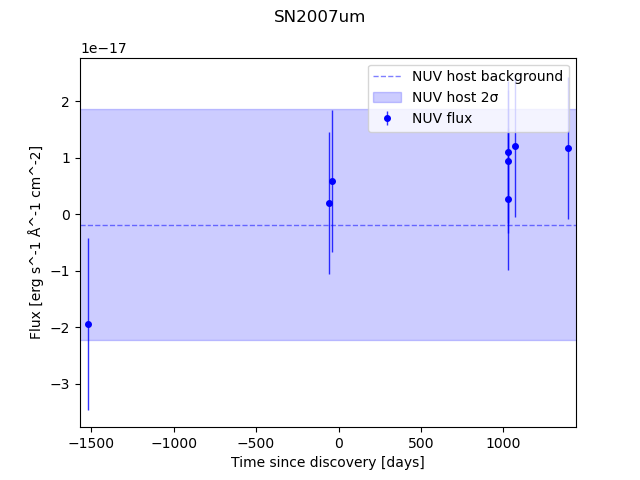 SN2007um
1e−17
NUV host background
NUV host 2σ
NUV flux
2
1
0
−1
−2
−3
Flux [erg s^-1 Å^-1 cm^-2]
−1500 −1000 −500 0 500 1000
Time since discovery [days]